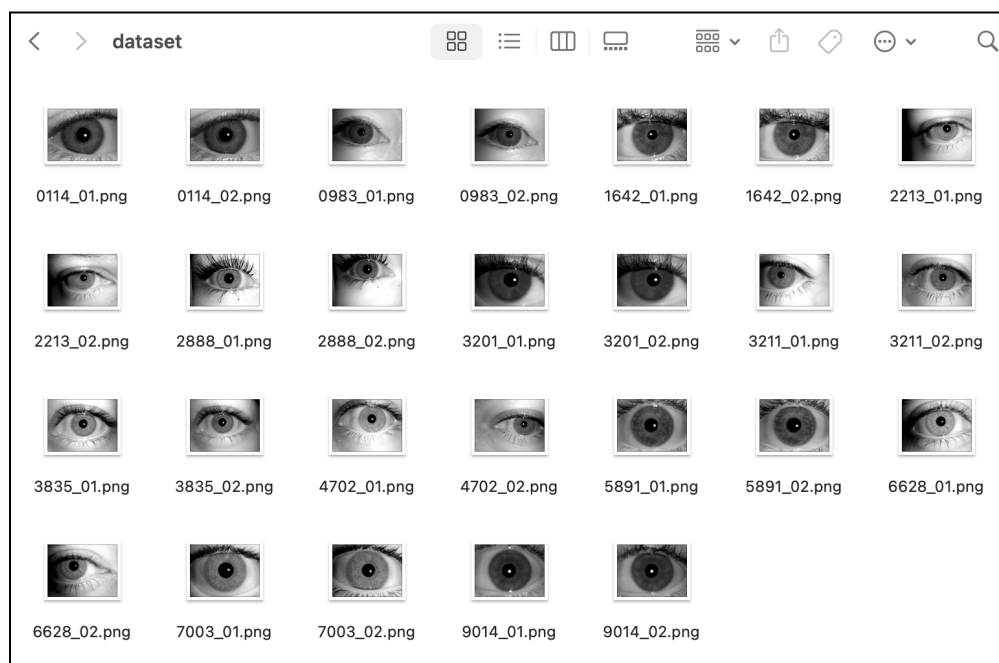 dataset
0114_01.png 0114_02.png 0983_01.png 0983_02.png 1642_01.png 1642_02.png 2213_01.png
2213_02.png 2888_01.png 2888_02.png 3201_01.png 3201_02.png 3211_01.png 3211_02.png
3835_01.png 3835_02.png 4702_01.png 4702_02.png 5891_01.png 5891_02.png 6628_01.png
6628_02.png 7003_01.png 7003_02.png 9014_01.png 9014_02.png